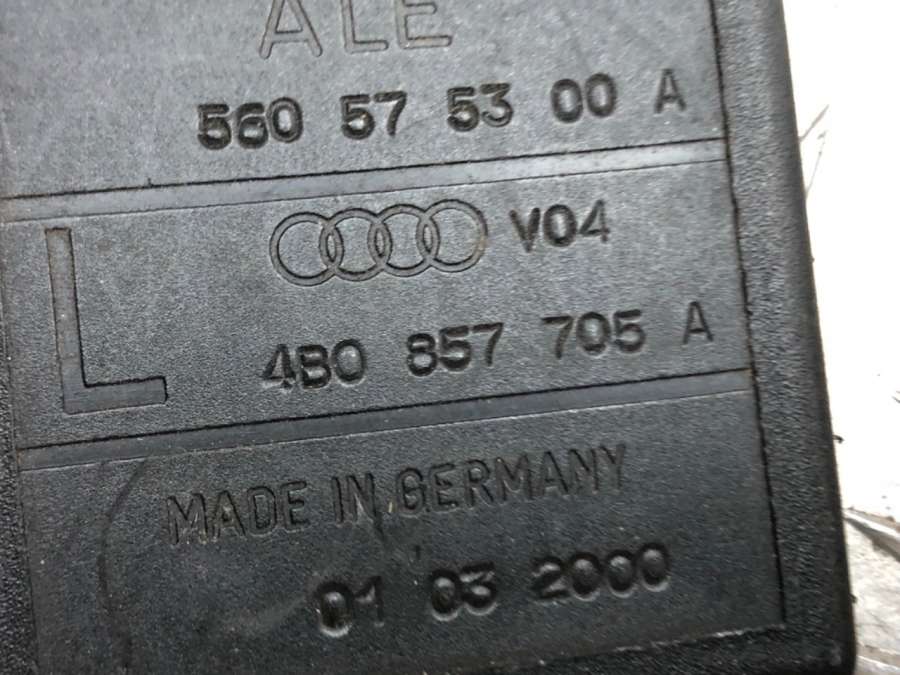 ALE
560 57 53 00 A
V04
L
4B0 857 705 A
MADE IN GERMANY
01 03 2000